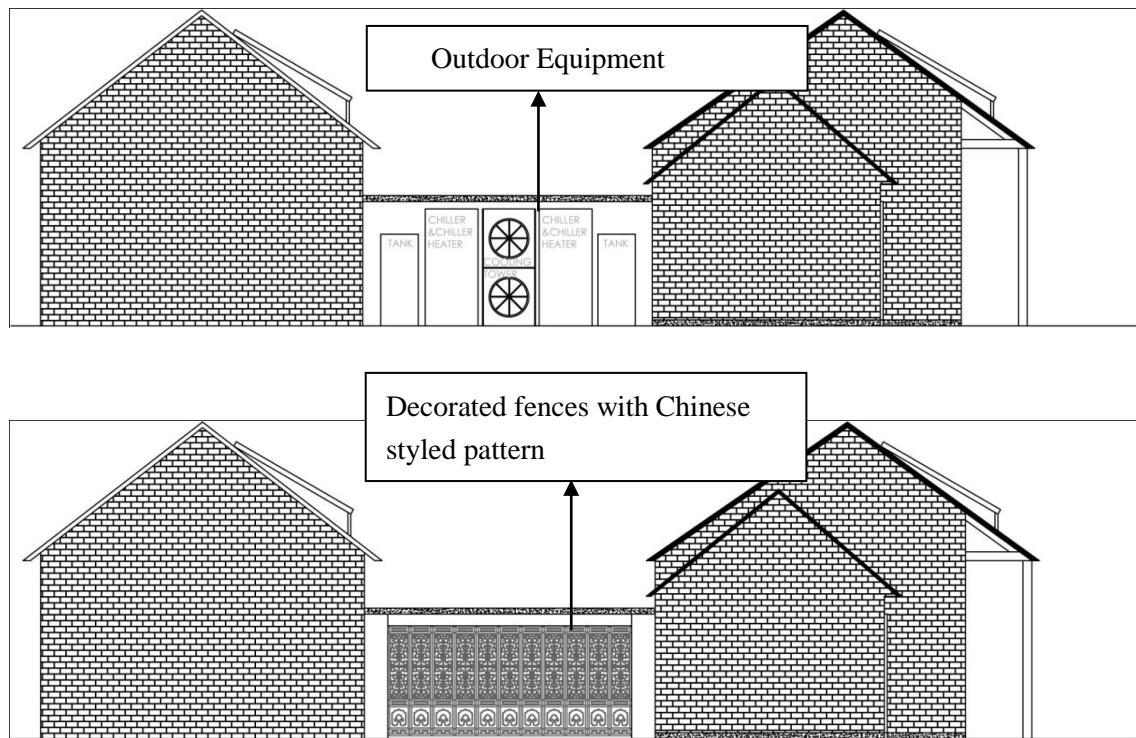 Outdoor Equipment
CHILLER
&CHILLER
HEATER
CHILLER
&CHILLER
HEATER
TANK
TANK
COOLING
TOWER
Decorated fences with Chinese
styled pattern